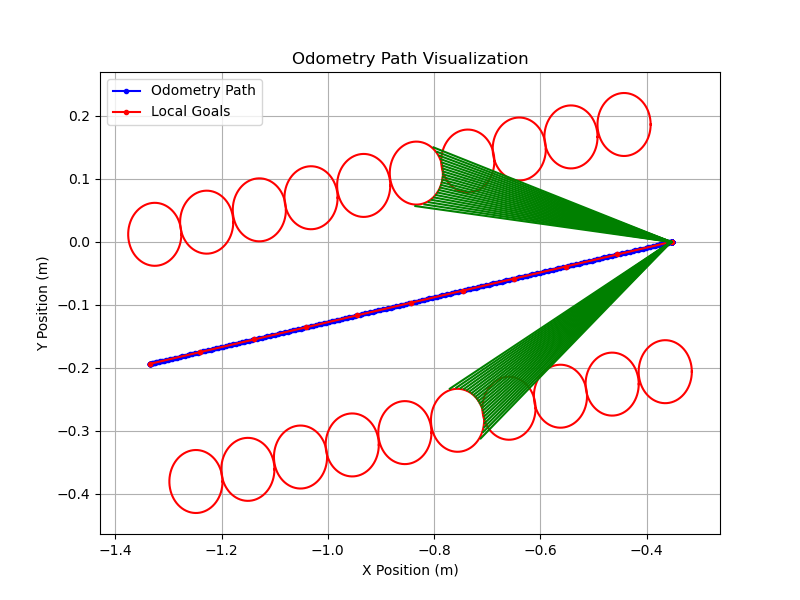 Odometry Path Visualization
Odometry Path
Local Goals
0.2
0.1
0.0
−0.1
−0.2
−0.3
−0.4
Y Position (m)
−1.4
−1.2
−1.0
−0.8
−0.6
−0.4
X Position (m)